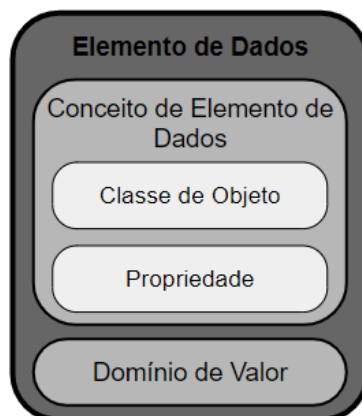 Elemento de Dados
Conceito de Elemento de
Dados
Classe de Objeto
Propriedade
Domínio de Valor